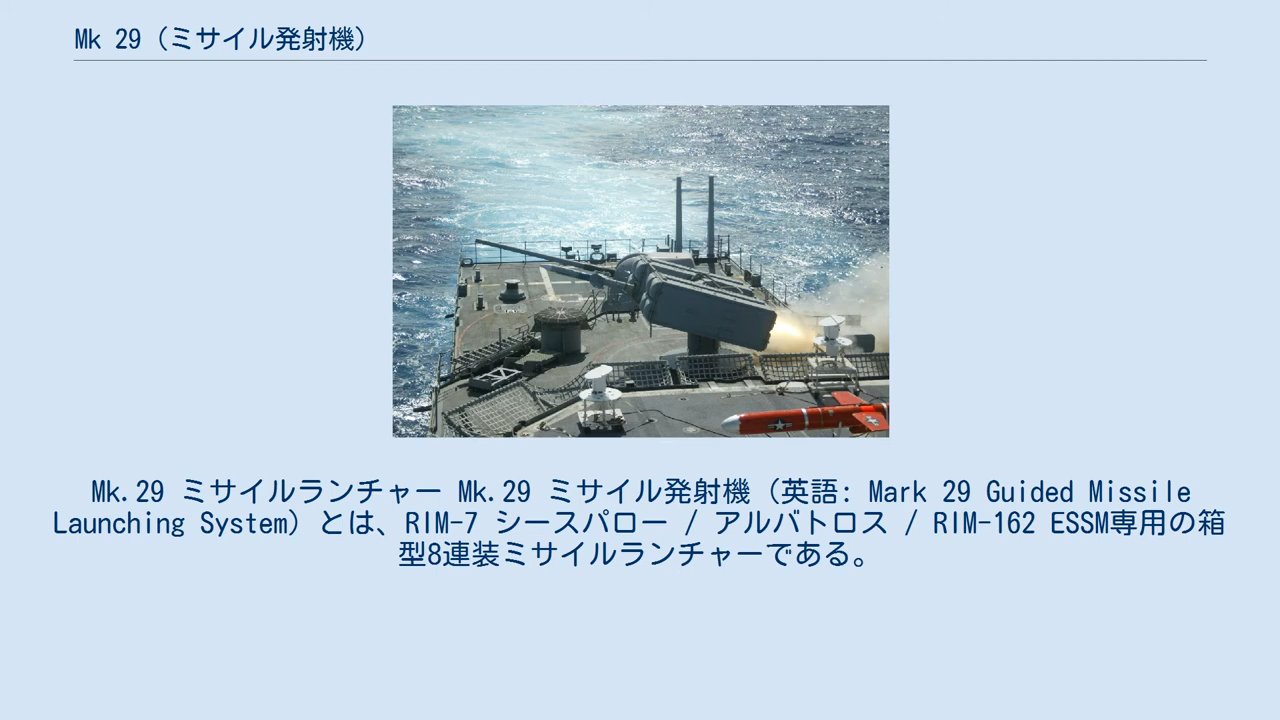 Mk 29（ミサイル発射機）
Mk.29 ミサイルランチャー Mk.29 ミサイル発射機（英語: Mark 29 Guided Missile
Launching System）とは、RIM-7 シースパロー / アルバトロス / RIM-162 ESSM専用の箱
型8連装ミサイルランチャーである。